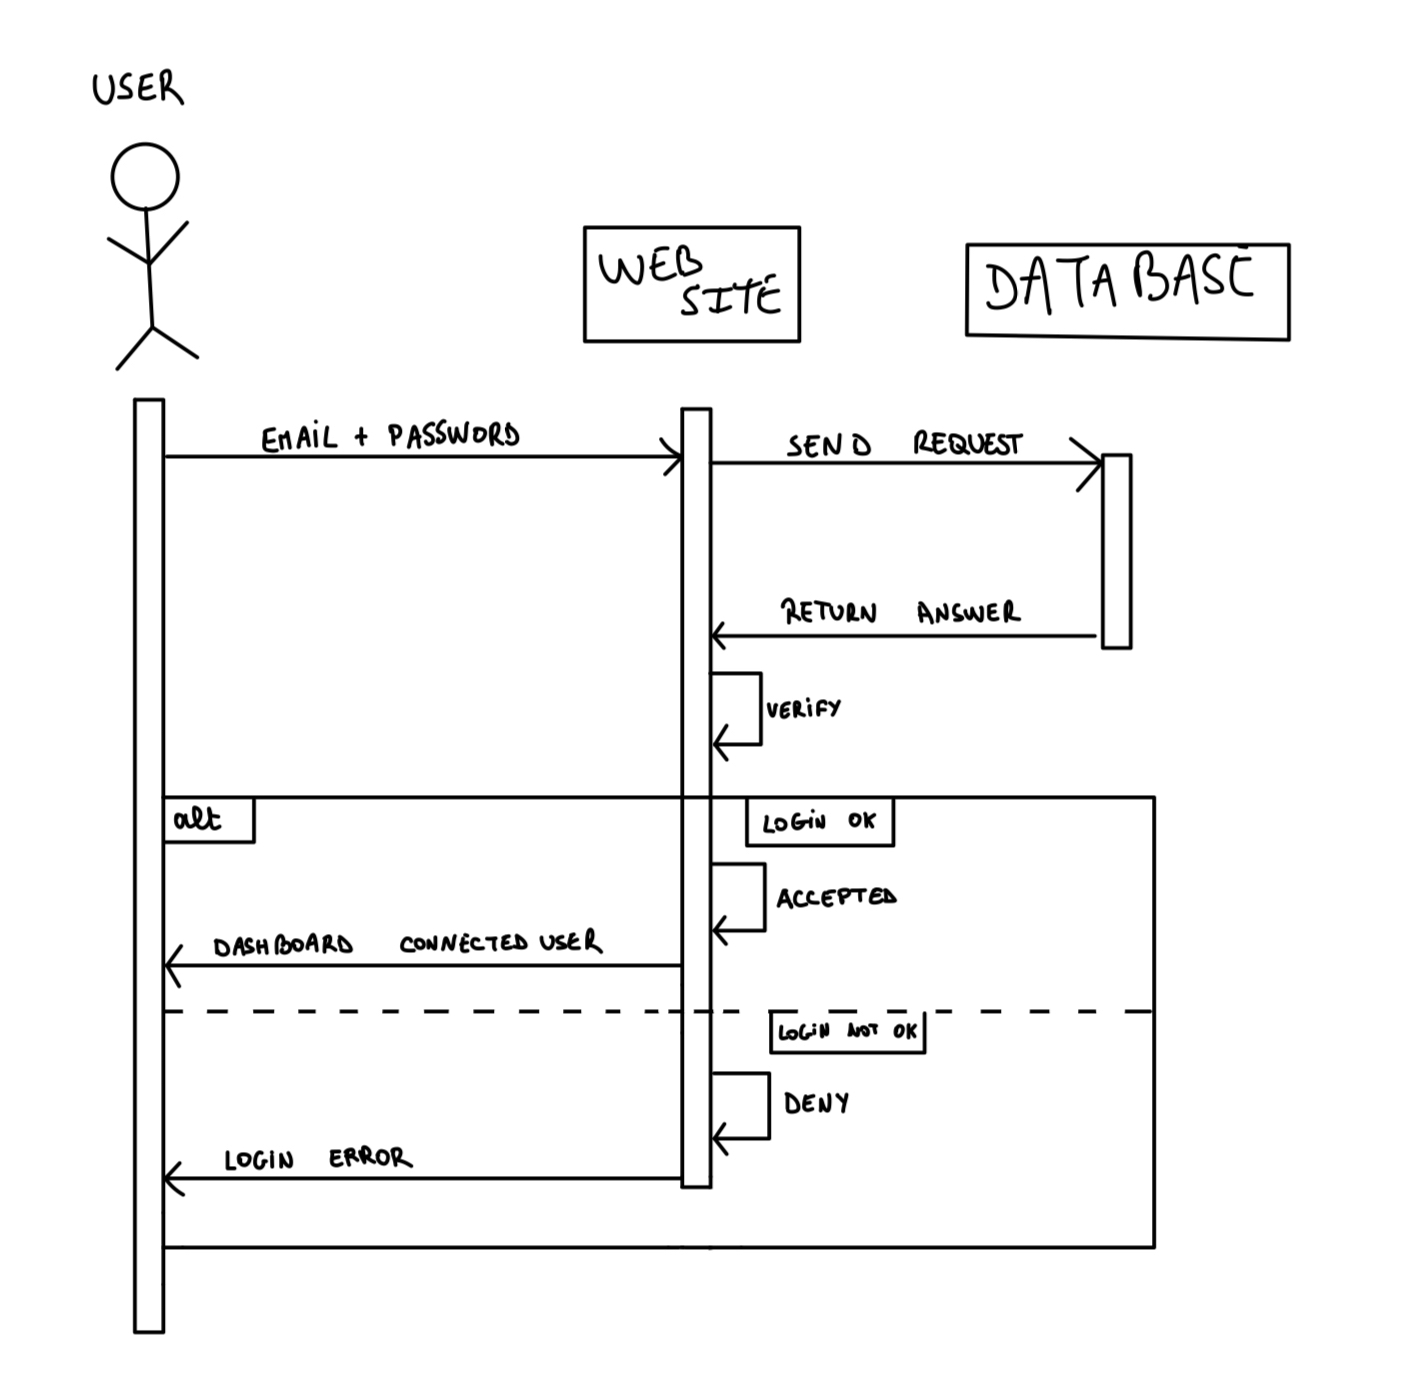 USER
WEB
SITE
DATABASE
EMAiL + PASSWORD
SEND REQUEST
RETURN ANSWER
VERiFY
alt
LOGiN OK
ACCEPTED
DASHBOARD CONNECTED USER
LOGiN NOT OK
DENY
LOGiN ERROR